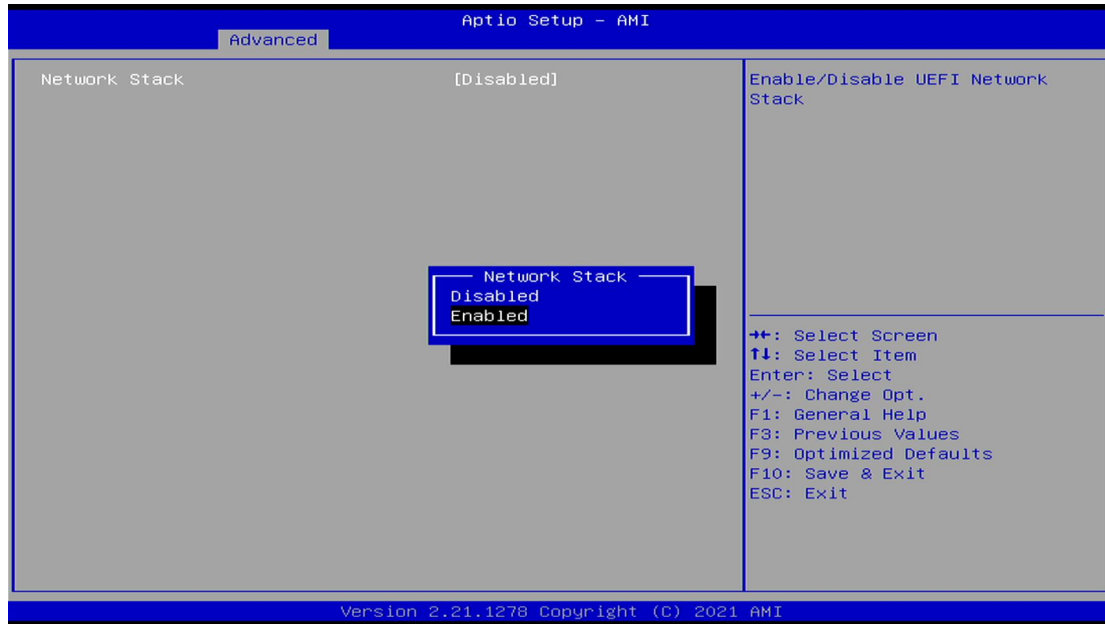 Aptio Setup - AMI
Advanced
Network Stack [Disabled]
Enable/Disable UEFI Network
Stack
Network Stack
Disabled
Enabled
→←: Select Screen
↑↓: Select Item
Enter: Select
+/-: Change Opt.
F1: General Help
F3: Previous Values
F9: Optimized Defaults
F10: Save & Exit
ESC: Exit
Version 2.21.1278 Copyright (C) 2021 AMI